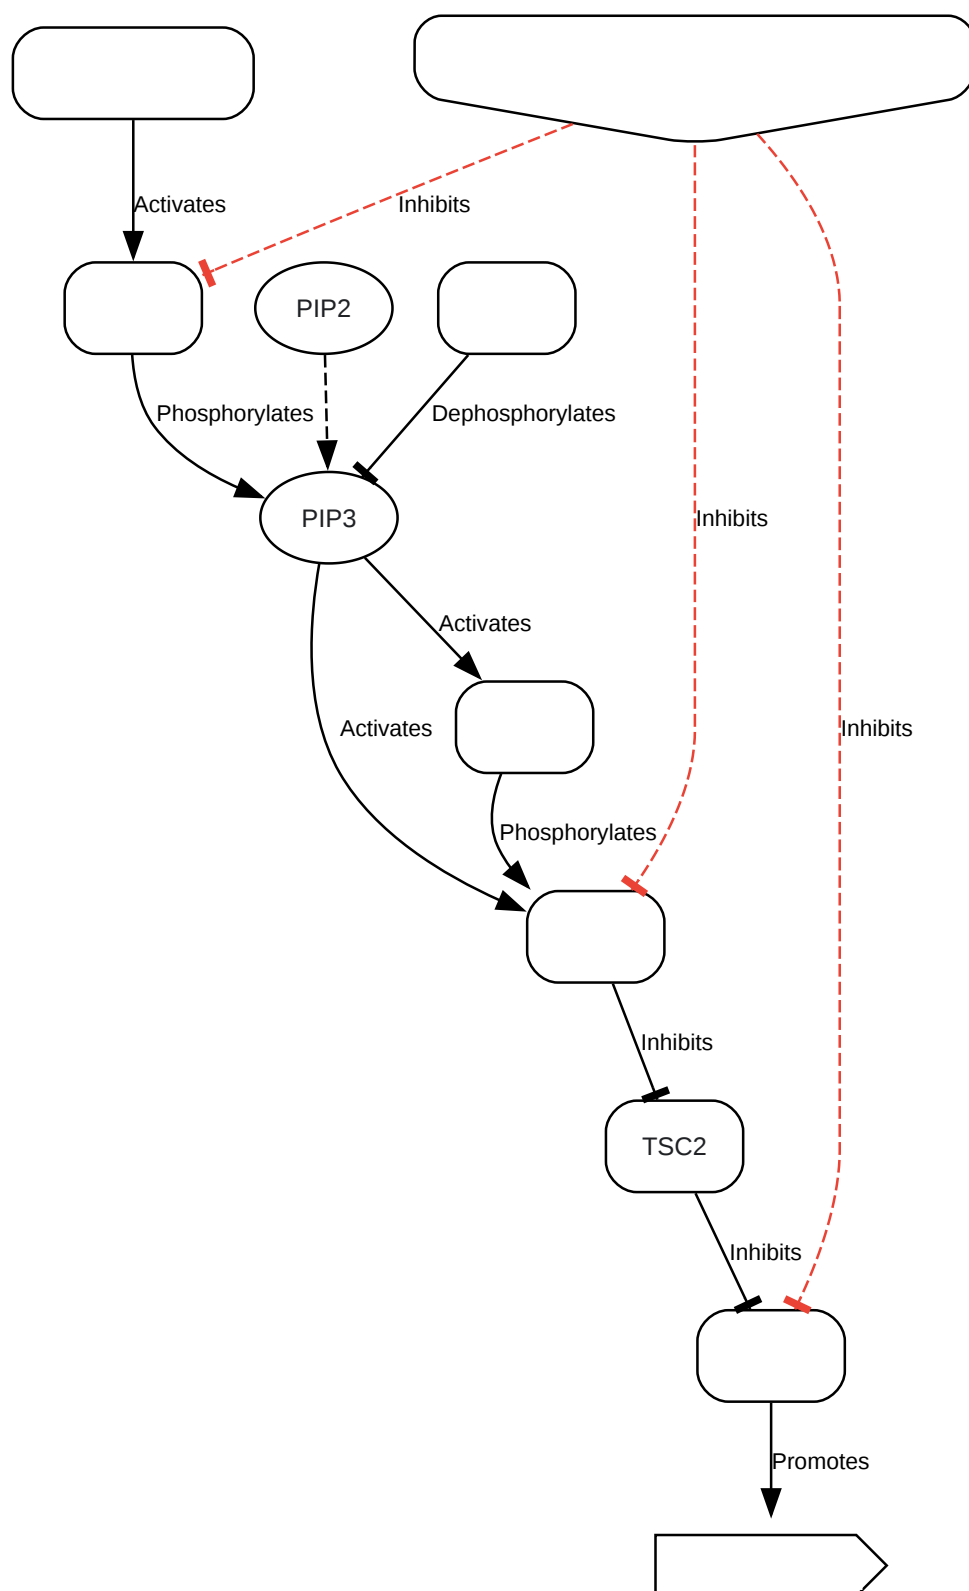 Activates
Inhibits
PIP2
Phosphorylates
Dephosphorylates
PIP3
Inhibits
Activates
Activates
Inhibits
Phosphorylates
Inhibits
TSC2
Inhibits
Promotes